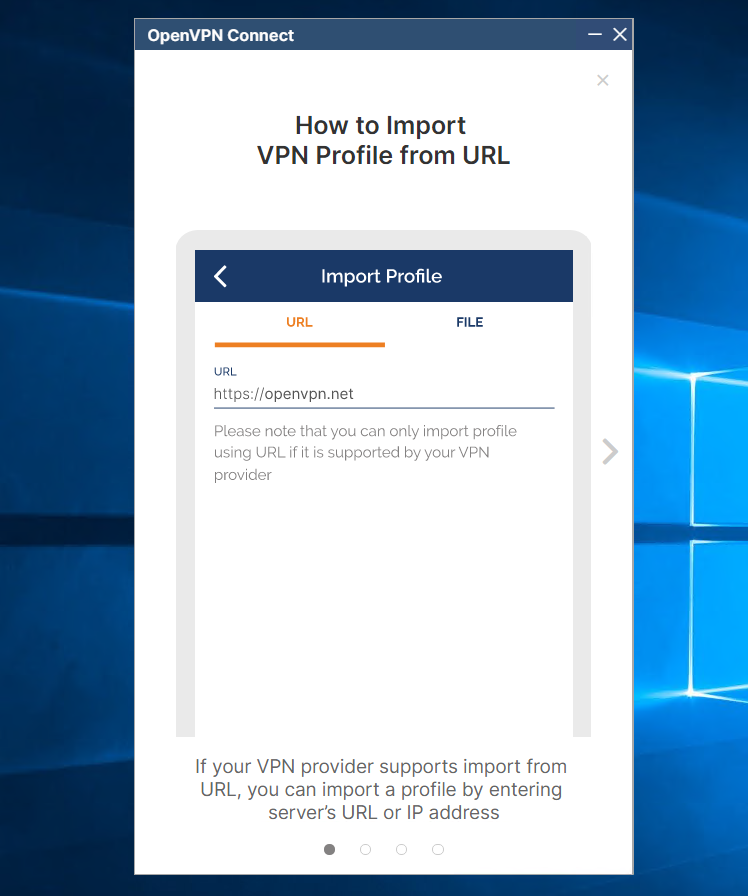 OpenVPN Connect
How to Import
VPN Profile from URL
Import Profile
URL
FILE
URL
https://openvpn.net
Please note that you can only import profile
using URL if it is supported by your VPN
provider
If your VPN provider supports import from
URL, you can import a profile by entering
server’s URL or IP address